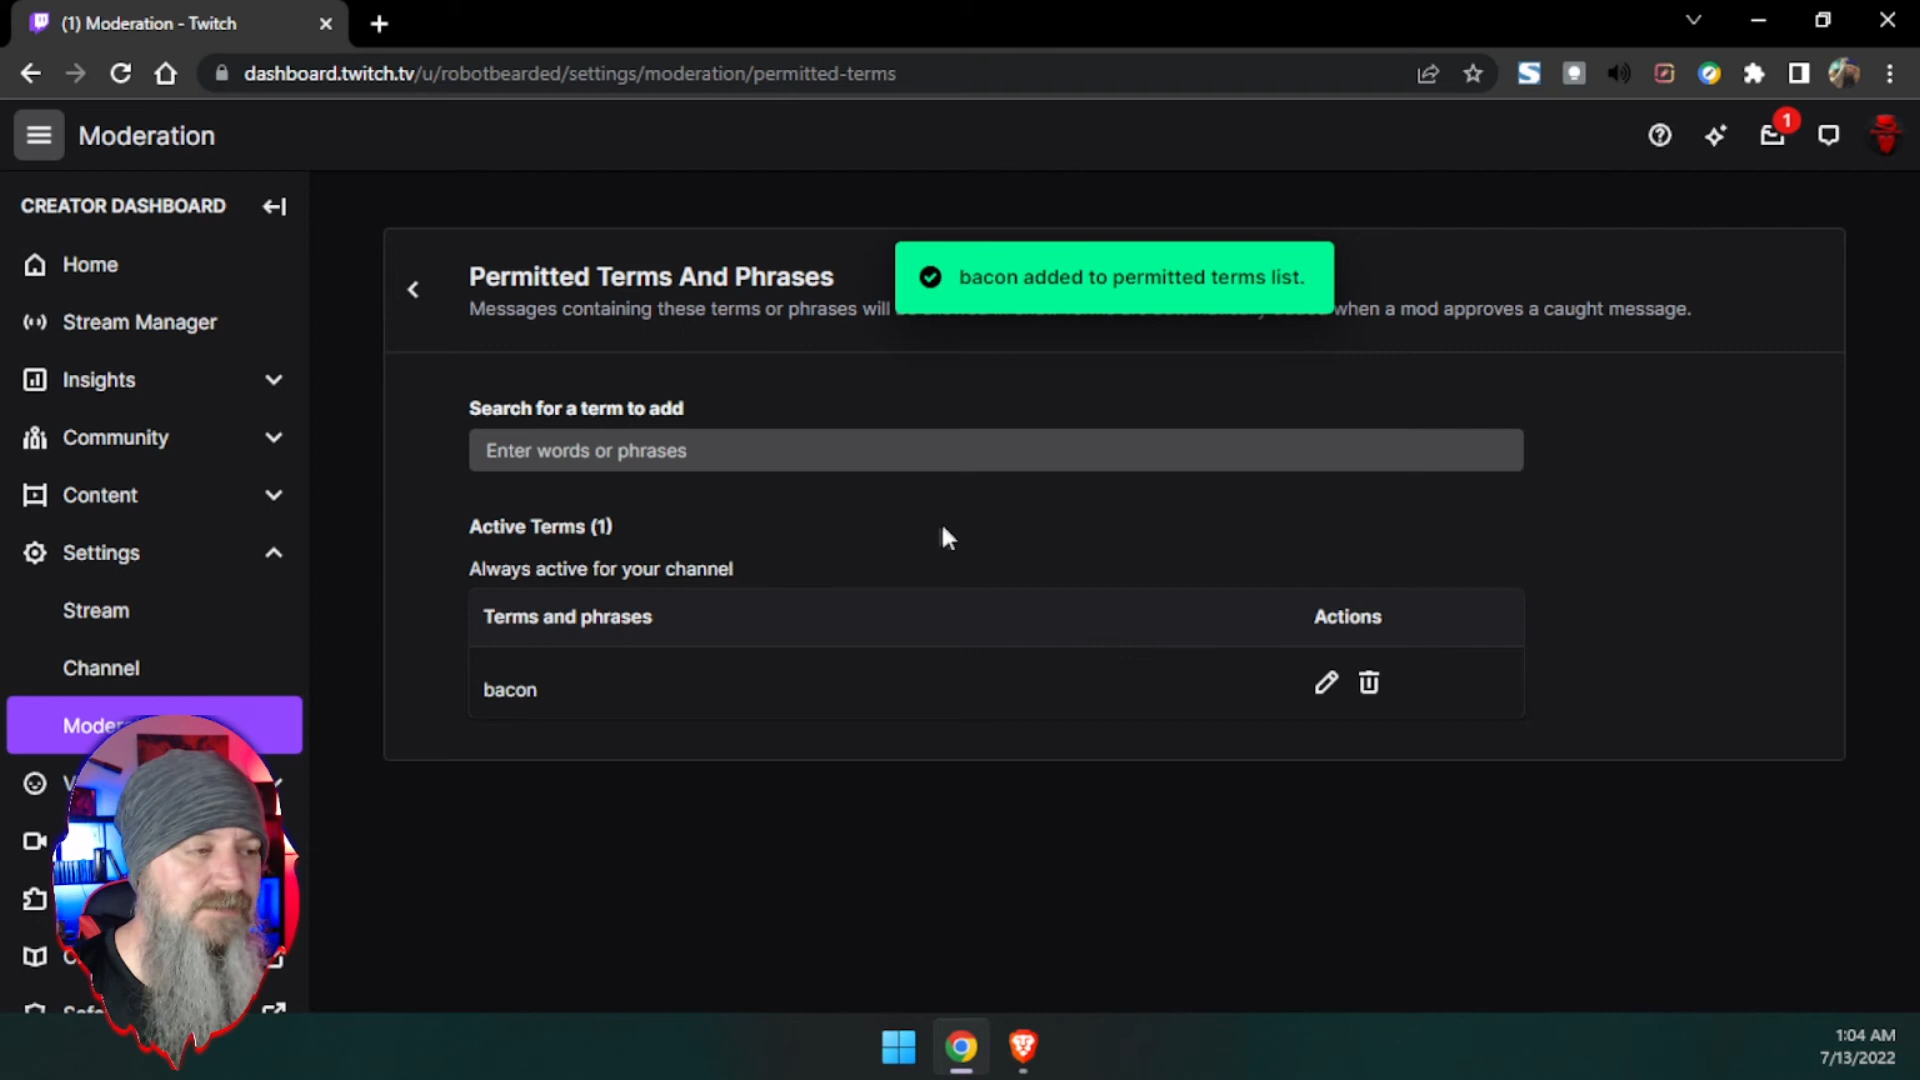 (1) Moderation - Twitch
dashboard.twitch.tv/u/robotbearded/settings/moderation/permitted-terms
Moderation
1
CREATOR DASHBOARD
Home
Stream Manager
Insights
Community
Content
Settings
Stream
Channel
Moder
Permitted Terms And Phrases
bacon added to permitted terms list.
Messages containing these terms or phrases will
when a mod approves a caught message.
Search for a term to add
Enter words or phrases
Active Terms (1)
Always active for your channel
Terms and phrases
Actions
bacon
1:04 AM
7/13/2022